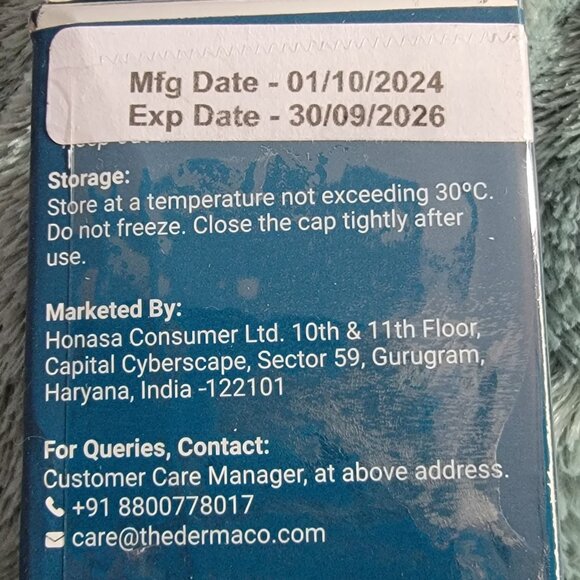 Mfg Date - 01/10/2024
Exp Date - 30/09/2026
Storage:
Store at a temperature not exceeding 30ºC.
Do not freeze. Close the cap tightly after
use.
Marketed By:
Honasa Consumer Ltd. 10th & 11th Floor,
Capital Cyberscape, Sector 59, Gurugram,
Haryana, India -122101
For Queries, Contact:
Customer Care Manager, at above address.
+91 8800778017
care@thedermaco.com